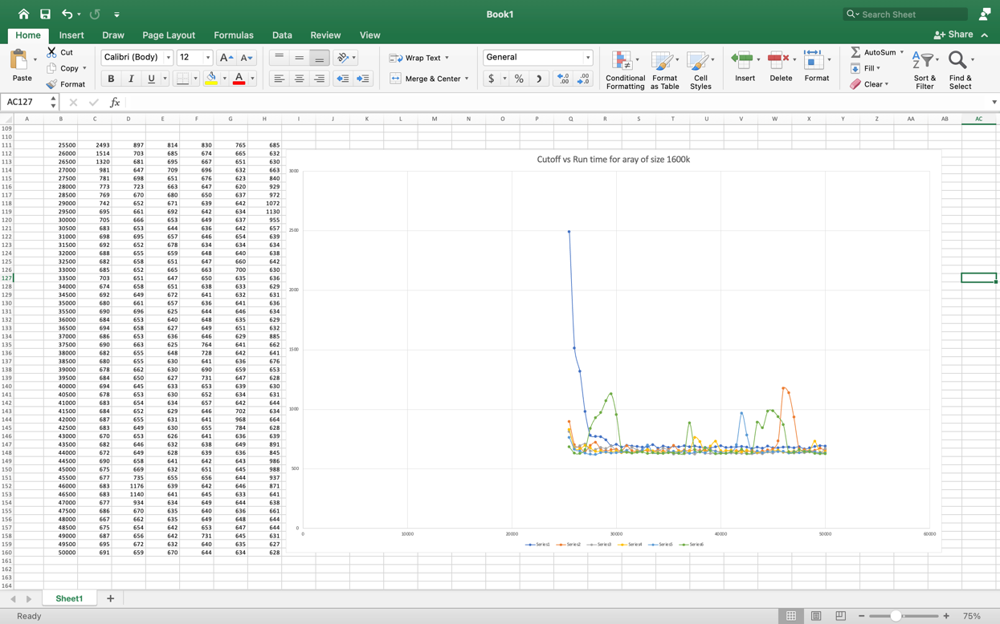 Book1
Search Sheet
Home Insert Draw Page Layout Formulas Data Review View
Share
Paste
Cut
Copy
Format
Calibri (Body) 12
A A
B I U A
Wrap Text
Merge & Center
General
$ % )
Conditional Formatting
Format as Table
Cell Styles
Insert
Delete
Format
AutoSum
Fill
Clear
Sort & Filter
Find & Select
AC127 fx
A B C D E F G H I J K L M N O P Q R S T U V W X Y Z AA AB AC
109
110
111 25500 2493 897 814 830 765 685
112 26000 1514 703 685 674 665 632
113 26500 1320 681 695 667 651 630
114 27000 981 647 709 696 632 663
115 27500 781 698 651 676 623 840
116 28000 773 723 663 647 620 929
117 28500 769 670 680 650 637 972
118 29000 742 652 671 639 642 1072
119 29500 695 661 692 642 634 1130
120 30000 705 666 653 649 637 955
121 30500 683 653 644 636 642 657
122 31000 698 695 657 646 654 639
123 31500 692 652 678 634 634 634
124 32000 688 655 659 648 640 638
125 32500 682 658 651 647 660 642
126 33000 685 652 665 663 700 630
127 33500 703 651 647 650 635 636
128 34000 674 658 651 638 633 629
129 34500 692 649 672 641 632 631
130 35000 680 661 657 636 641 636
131 35500 690 696 625 644 646 634
132 36000 684 653 640 648 635 629
133 36500 694 658 627 649 651 632
134 37000 686 653 636 646 629 885
135 37500 690 663 625 764 641 662
136 38000 682 655 648 728 642 641
137 38500 680 655 630 641 636 676
138 39000 678 662 630 690 659 653
139 39500 684 650 627 731 647 628
140 40000 694 645 633 653 639 630
141 40500 678 653 630 652 634 631
142 41000 683 654 634 657 642 644
143 41500 684 652 629 646 702 634
144 42000 687 655 631 641 968 664
145 42500 683 649 630 655 784 628
146 43000 670 653 626 641 636 639
147 43500 682 646 632 638 649 891
148 44000 672 649 628 639 636 845
149 44500 690 658 641 642 643 986
150 45000 675 669 632 651 645 988
151 45500 677 735 655 656 644 937
152 46000 683 1176 639 642 646 871
153 46500 683 1140 641 645 633 641
154 47000 677 934 634 649 644 638
155 47500 686 670 635 640 636 661
156 48000 667 662 635 649 648 644
157 48500 675 654 642 653 647 644
158 49000 687 656 642 731 645 631
159 49500 695 672 632 640 635 627
160 50000 691 659 670 644 634 628
161
162
163
164
Cutoff vs Run time for aray of size 1600k
3000
2500
2000
1500
1000
500
0
0 10000 20000 30000 40000 50000 60000
Series1 Series2 Series3 Series4 Series5 Series6
Sheet1 +
Ready
75%